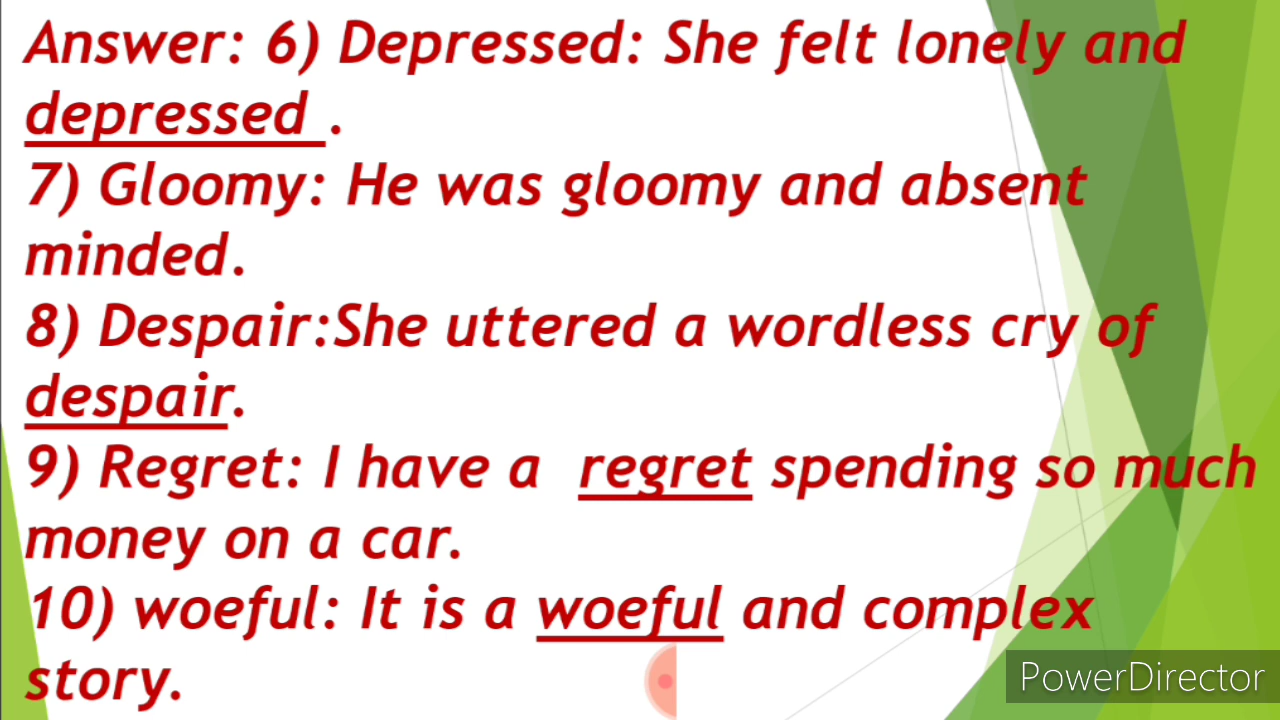 Answer: 6) Depressed: She felt lonely and
depressed .
7) Gloomy: He was gloomy and absent
minded.
8) Despair:She uttered a wordless cry of
despair.
9) Regret: I have a  regret spending so much
money on a car.
10) woeful: It is a woeful and complex
story.
PowerDirector